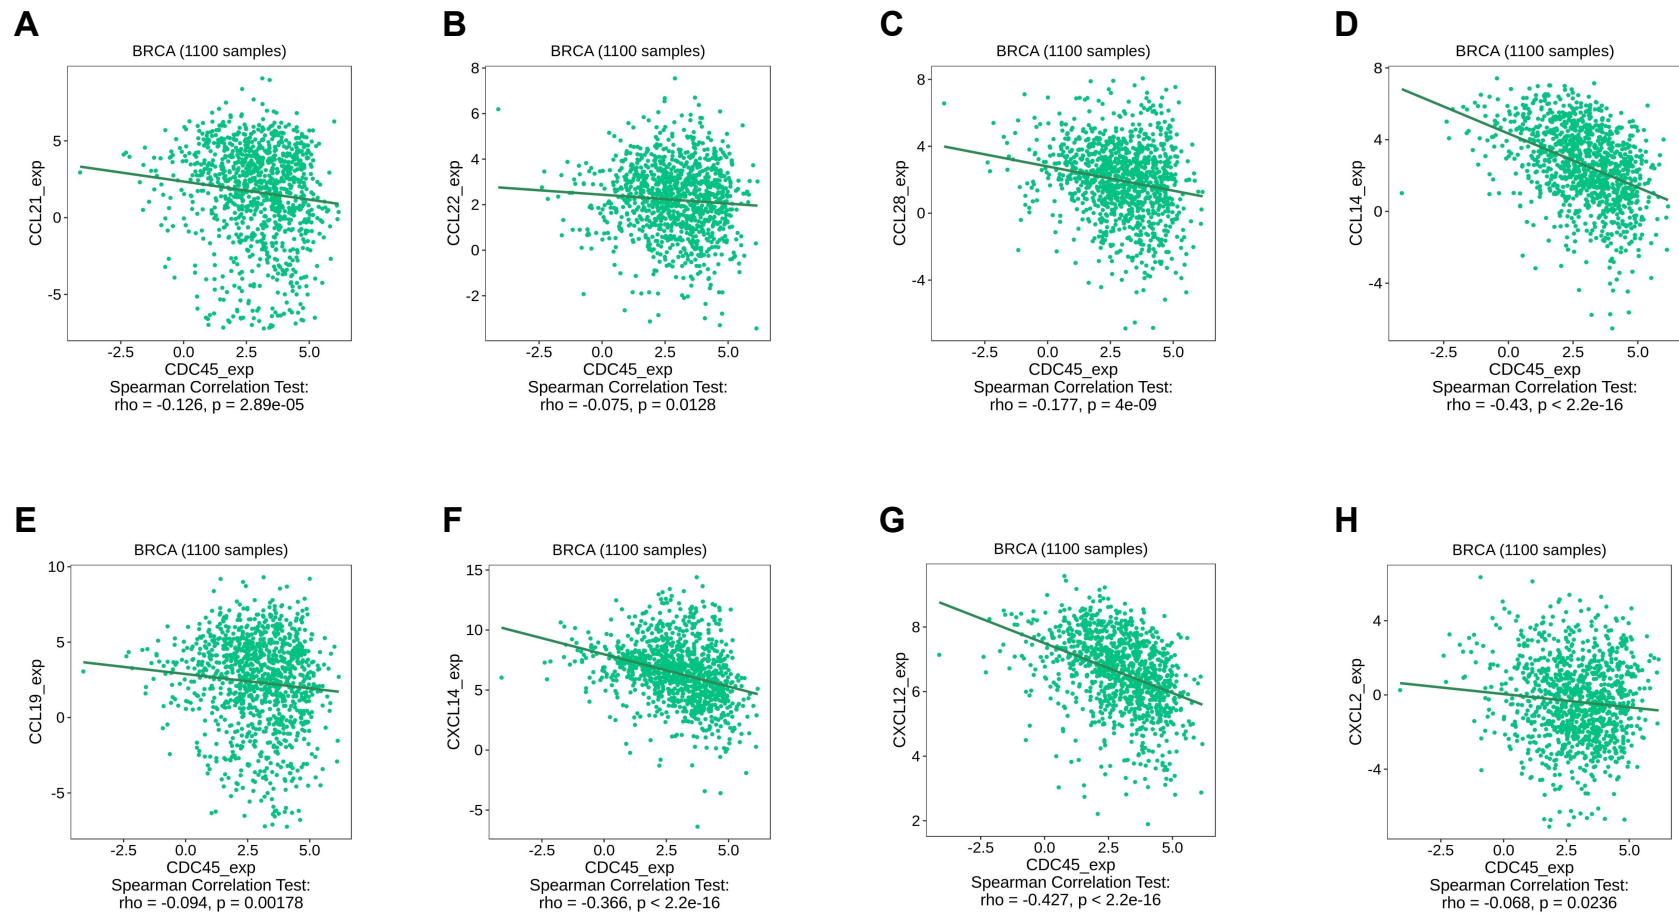 A
BRCA (1100 samples)
CCL21_exp
5
0
-5
-2.5 0.0 2.5 5.0
CDC45_exp
Spearman Correlation Test:
rho = -0.126, p = 2.89e-05
B
BRCA (1100 samples)
CCL22_exp
8
6
4
2
0
-2
-2.5 0.0 2.5 5.0
CDC45_exp
Spearman Correlation Test:
rho = -0.075, p = 0.0128
C
BRCA (1100 samples)
CCL28_exp
8
4
0
-4
-2.5 0.0 2.5 5.0
CDC45_exp
Spearman Correlation Test:
rho = -0.177, p = 4e-09
D
BRCA (1100 samples)
CCL14_exp
8
4
0
-4
-2.5 0.0 2.5 5.0
CDC45_exp
Spearman Correlation Test:
rho = -0.43, p < 2.2e-16
E
BRCA (1100 samples)
CCL19_exp
10
5
0
-5
-2.5 0.0 2.5 5.0
CDC45_exp
Spearman Correlation Test:
rho = -0.094, p = 0.00178
F
BRCA (1100 samples)
CXCL14_exp
15
10
5
0
-5
-2.5 0.0 2.5 5.0
CDC45_exp
Spearman Correlation Test:
rho = -0.366, p < 2.2e-16
G
BRCA (1100 samples)
CXCL12_exp
8
6
4
2
-2.5 0.0 2.5 5.0
CDC45_exp
Spearman Correlation Test:
rho = -0.427, p < 2.2e-16
H
BRCA (1100 samples)
CXCL2_exp
4
0
-4
-2.5 0.0 2.5 5.0
CDC45_exp
Spearman Correlation Test:
rho = -0.068, p = 0.0236